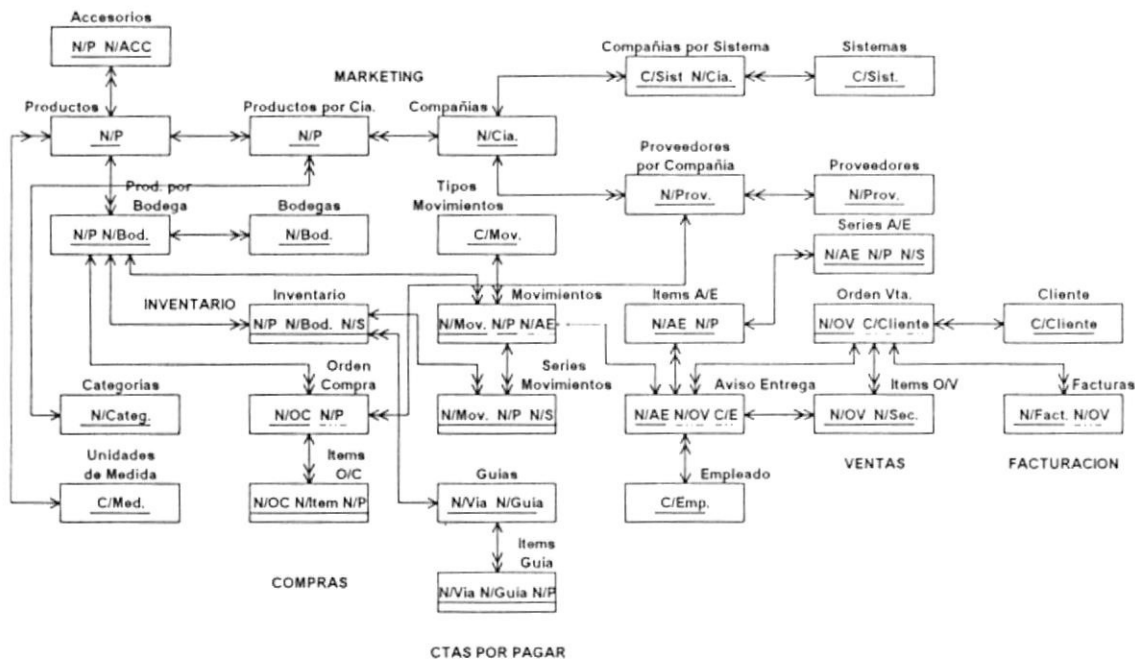 Accesorios
N/P N/ACC
Compañias por Sistema
Sistemas
MARKETING
C/Sist N/Cia.
C/Sist.
Productos
Productos por Cia.
Compañias
N/P
N/P
N/Cia.
Proveedores
por Compañia
Proveedores
Prod. por
Bodega
Bodegas
Tipos
Movimientos
N/Prov.
N/Prov.
N/P N/Bod.
N/Bod.
C/Mov.
Series A/E
N/AE N/P N/S
INVENTARIO
Inventario
Movimientos
Items A/E
Orden Vta.
Cliente
N/P N/Bod. N/S
N/Mov. N/P N/AE
N/AE N/P
N/OV C/Cliente
C/Cliente
Categorias
Orden
Compra
Series
Movimientos
Aviso Entrega
Items O/V
Facturas
N/Categ.
N/OC N/P
N/Mov. N/P N/S
N/AE N/OV C/E
N/OV N/Sec.
N/Fact. N/OV
Unidades
de Medida
Items
O/C
Guias
Empleado
VENTAS
FACTURACION
C/Med.
N/OC N/Item N/P
N/Via N/Guia
C/Emp.
Items
Guia
COMPRAS
N/Via N/Guia N/P
CTAS POR PAGAR